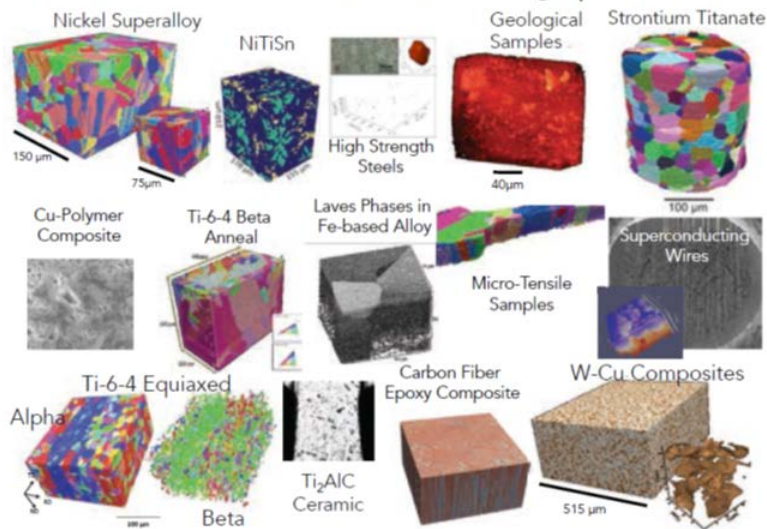 Nickel Superalloy
NiTiSn
Geological
Samples
Strontium Titanate
150 µm
75µm
High Strength
Steels
40µm
100 µm
Cu-Polymer
Composite
Ti-6-4 Beta
Anneal
Laves Phases in
Fe-based Alloy
Micro-Tensile
Samples
Superconducting
Wires
Ti-6-4 Equiaxed
Alpha
Beta
Ti₂AlC
Ceramic
Carbon Fiber
Epoxy Composite
W-Cu Composites
515 µm